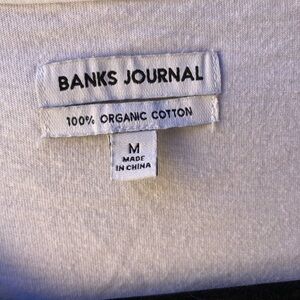 BANKS JOURNAL
100% ORGANIC COTTON
M
MADE
IN CHINA